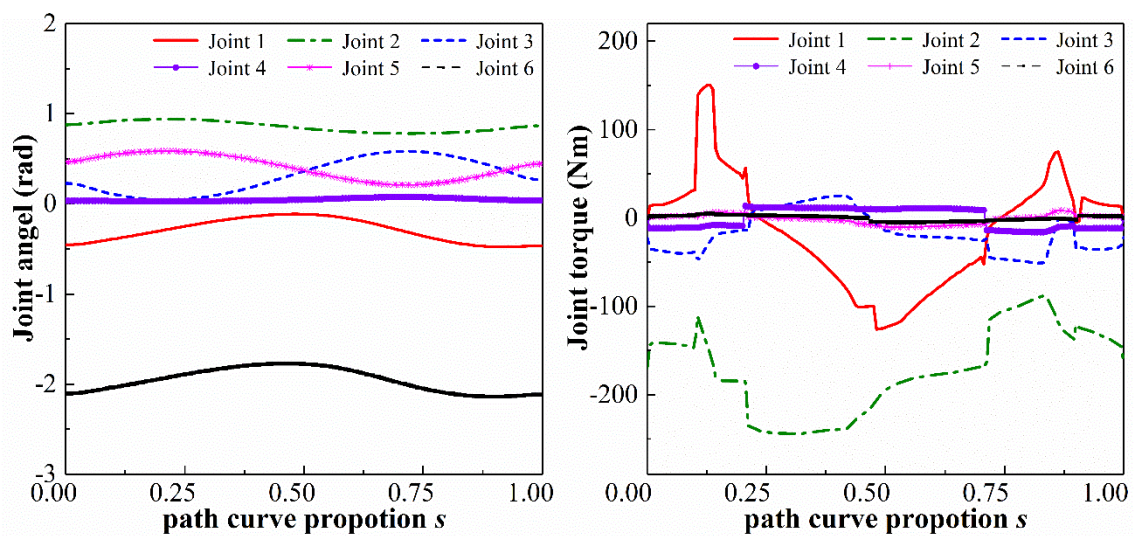 Joint 1 Joint 2 Joint 3
Joint 4 Joint 5 Joint 6
Joint angel (rad)
2
1
0
-1
-2
-3
0.00 0.25 0.50 0.75 1.00
path curve propotion s
Joint 1 Joint 2 Joint 3
Joint 4 Joint 5 Joint 6
Joint torque (Nm)
200
100
0
-100
-200
0.00 0.25 0.50 0.75 1.00
path curve propotion s